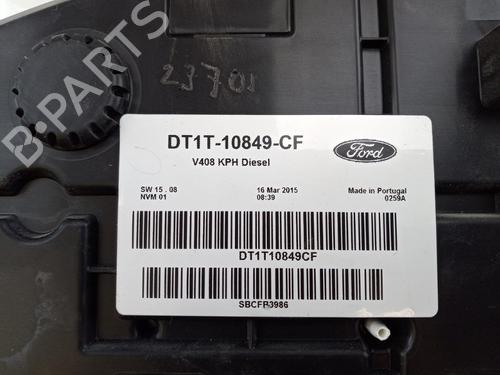 23701
B-PARTS
DT1T-10849-CF
Ford
V408 KPH Diesel
SW 15 . 08
16 Mar 2015
Made in Portugal
NVM 01
08:39
0259A
DT1T10849CF
SBCFP3986